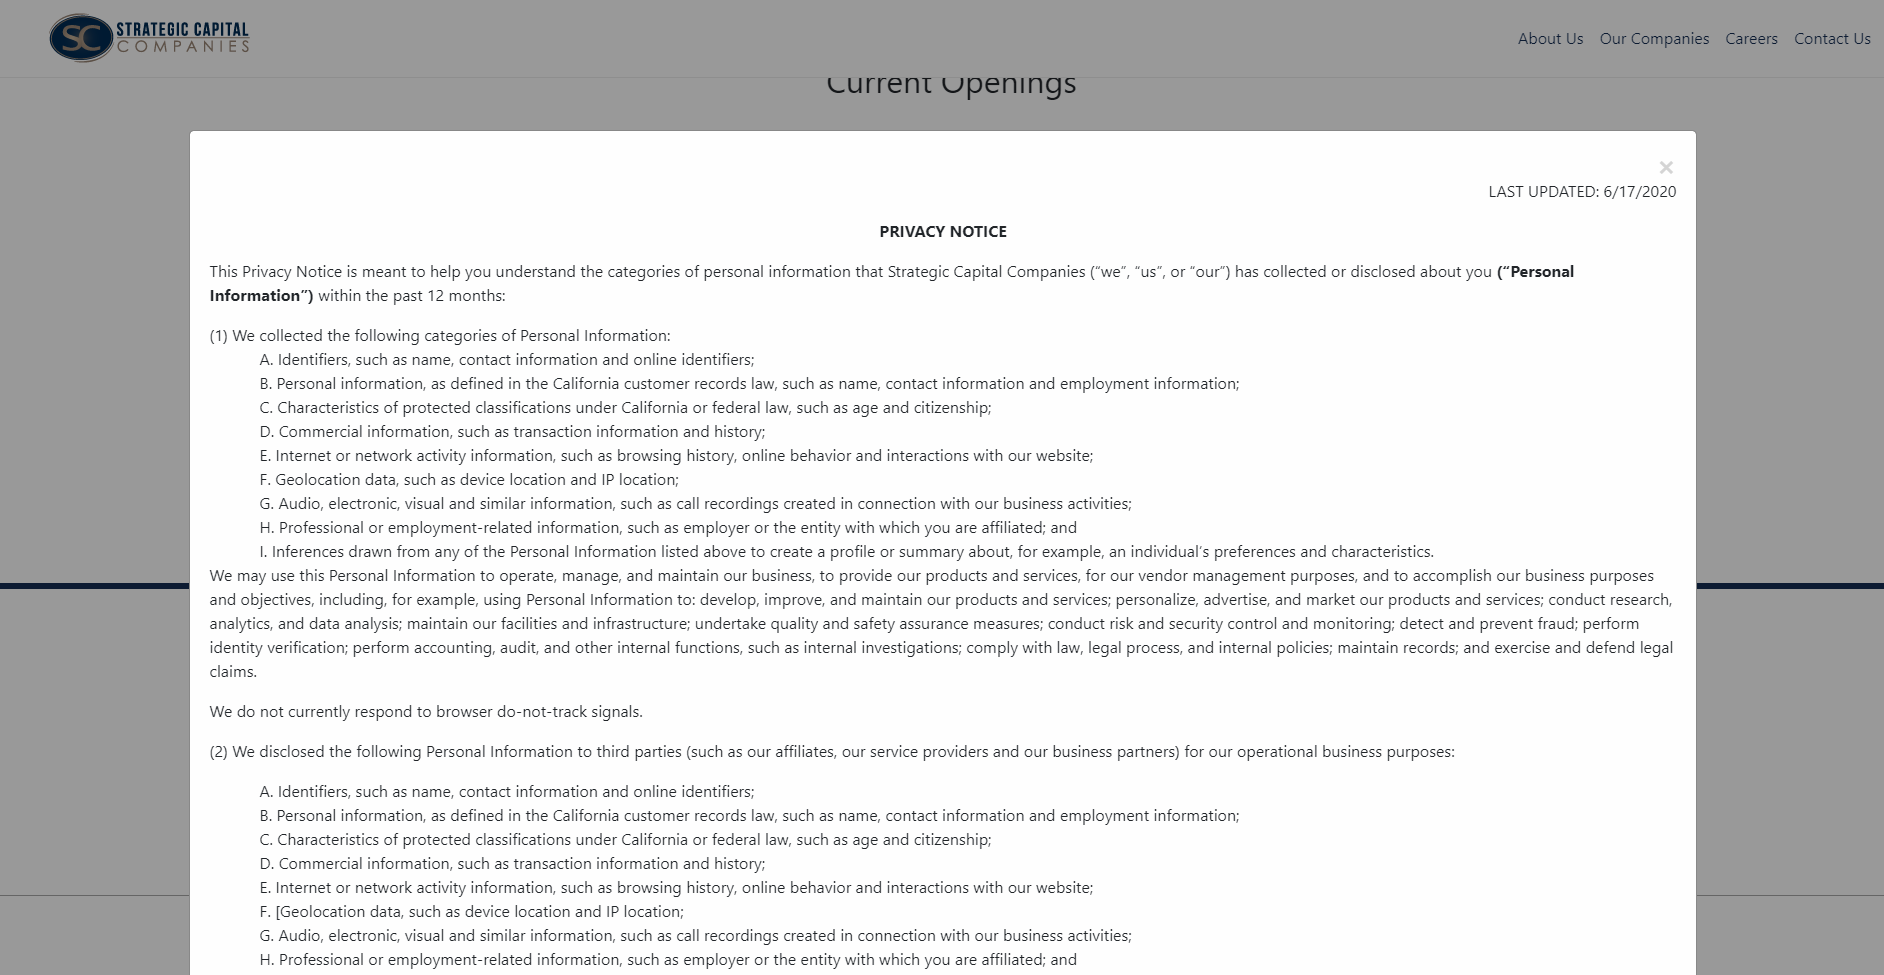 SC STRATEGIC CAPITAL
COMPANIES
About Us Our Companies Careers Contact Us
Current Openings
×
LAST UPDATED: 6/17/2020
PRIVACY NOTICE
This Privacy Notice is meant to help you understand the categories of personal information that Strategic Capital Companies (“we”, “us”, or “our”) has collected or disclosed about you (“Personal
Information”) within the past 12 months:
(1) We collected the following categories of Personal Information:
A. Identifiers, such as name, contact information and online identifiers;
B. Personal information, as defined in the California customer records law, such as name, contact information and employment information;
C. Characteristics of protected classifications under California or federal law, such as age and citizenship;
D. Commercial information, such as transaction information and history;
E. Internet or network activity information, such as browsing history, online behavior and interactions with our website;
F. Geolocation data, such as device location and IP location;
G. Audio, electronic, visual and similar information, such as call recordings created in connection with our business activities;
H. Professional or employment-related information, such as employer or the entity with which you are affiliated; and
I. Inferences drawn from any of the Personal Information listed above to create a profile or summary about, for example, an individual’s preferences and characteristics.
We may use this Personal Information to operate, manage, and maintain our business, to provide our products and services, for our vendor management purposes, and to accomplish our business purposes
and objectives, including, for example, using Personal Information to: develop, improve, and maintain our products and services; personalize, advertise, and market our products and services; conduct research,
analytics, and data analysis; maintain our facilities and infrastructure; undertake quality and safety assurance measures; conduct risk and security control and monitoring; detect and prevent fraud; perform
identity verification; perform accounting, audit, and other internal functions, such as internal investigations; comply with law, legal process, and internal policies; maintain records; and exercise and defend legal
claims.
We do not currently respond to browser do-not-track signals.
(2) We disclosed the following Personal Information to third parties (such as our affiliates, our service providers and our business partners) for our operational business purposes:
A. Identifiers, such as name, contact information and online identifiers;
B. Personal information, as defined in the California customer records law, such as name, contact information and employment information;
C. Characteristics of protected classifications under California or federal law, such as age and citizenship;
D. Commercial information, such as transaction information and history;
E. Internet or network activity information, such as browsing history, online behavior and interactions with our website;
F. [Geolocation data, such as device location and IP location;
G. Audio, electronic, visual and similar information, such as call recordings created in connection with our business activities;
H. Professional or employment-related information, such as employer or the entity with which you are affiliated; and